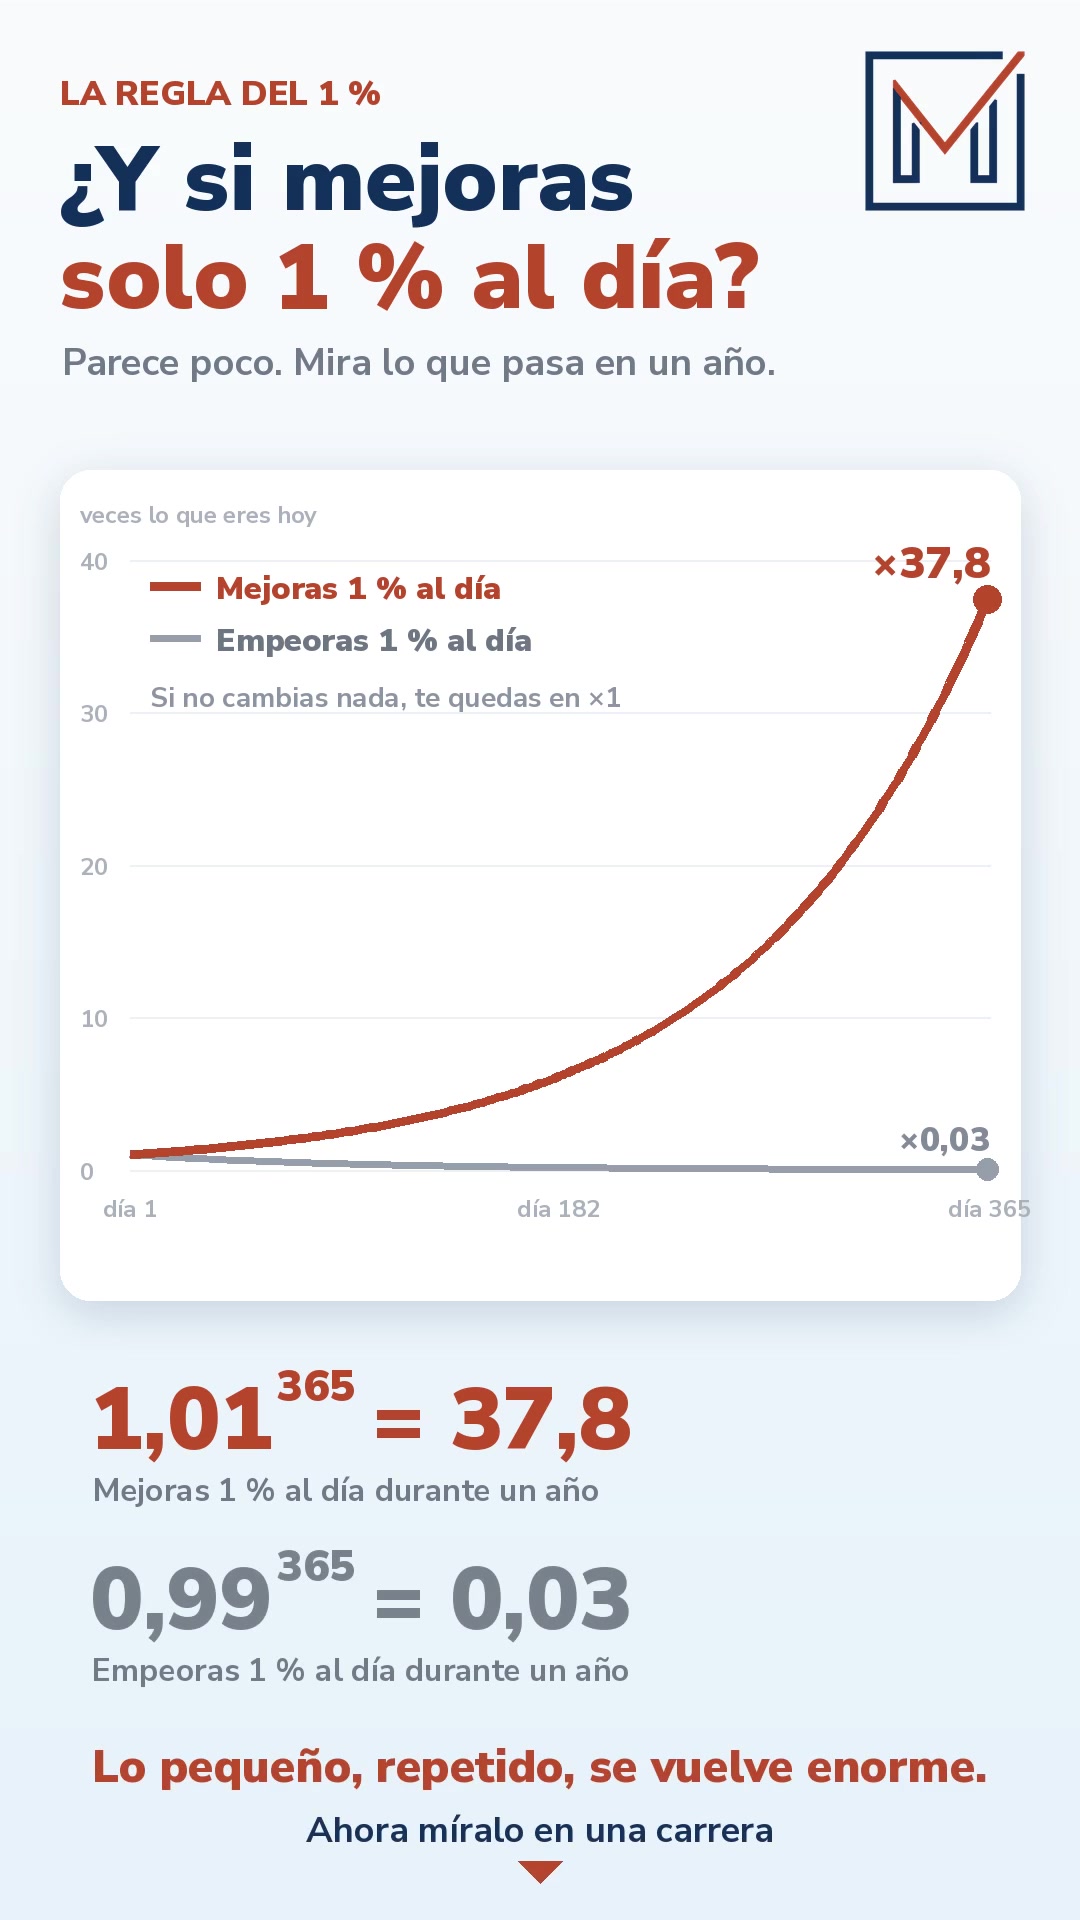 LA REGLA DEL 1 %
¿Y si mejoras
solo 1 % al día?
Parece poco. Mira lo que pasa en un año.
veces lo que eres hoy
40
×37,8
Mejoras 1 % al día
Empeoras 1 % al día
Si no cambias nada, te quedas en ×1
30
20
10
×0,03
0
día 1 día 182 día 365
1,01³⁶⁵ = 37,8
Mejoras 1 % al día durante un año
0,99³⁶⁵ = 0,03
Empeoras 1 % al día durante un año
Lo pequeño, repetido, se vuelve enorme.
Ahora míralo en una carrera